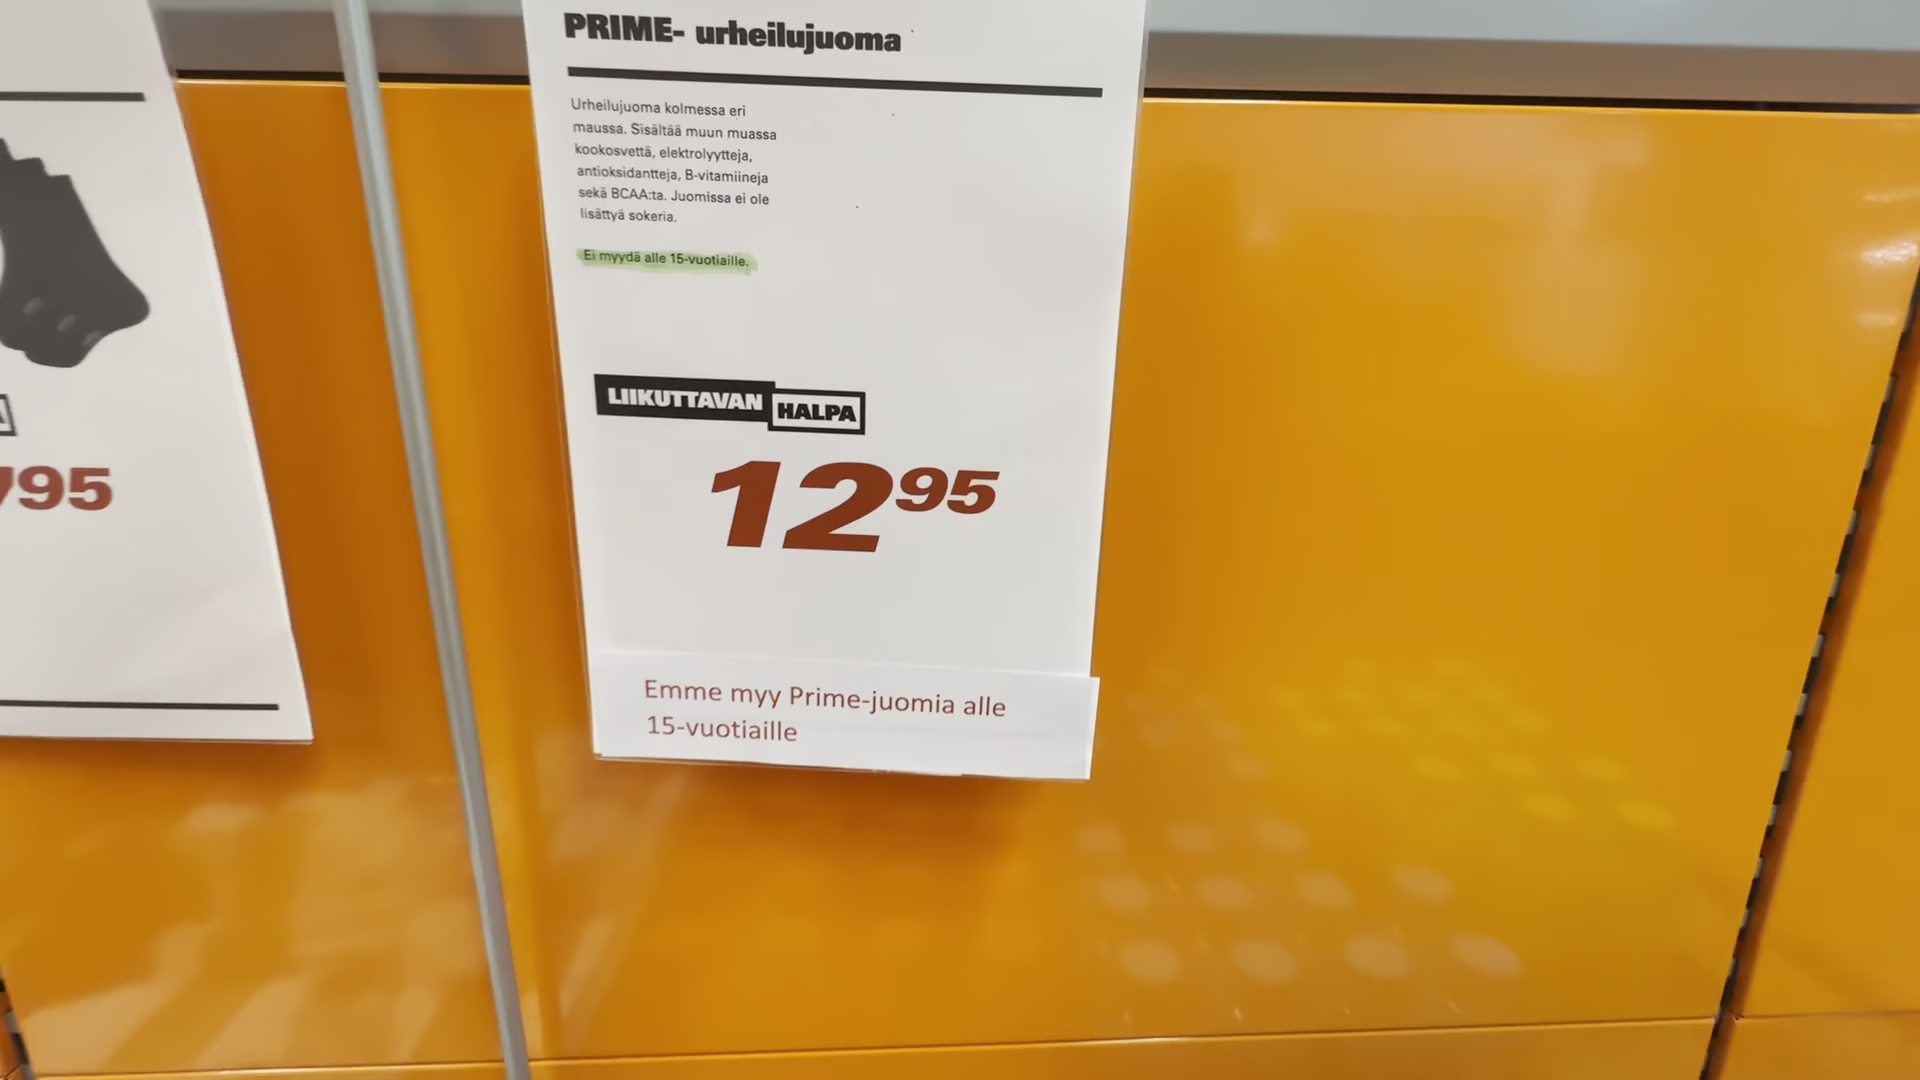 PRIME- urheilujuoma
Urheilujuoma kolmessa eri
maussa. Sisältää muun muassa
kookosvettä, elektrolyytteja,
antioksidantteja, B-vitamiineja
sekä BCAA:ta. Juomissa ei ole
lisättyä sokeria.
Ei myydä alle 15-vuotiaille.
LIIKUTTAVAN HALPA
12 95
Emme myy Prime-juomia alle
15-vuotiaille
795